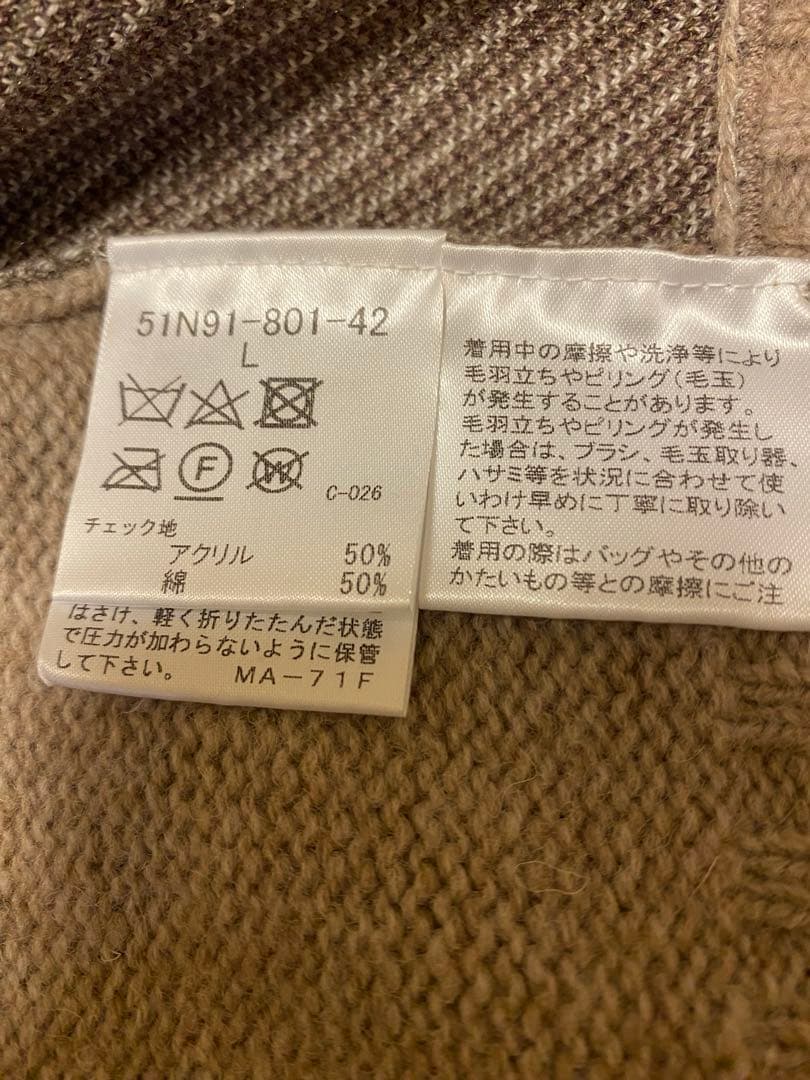 51N91-801-42
L
F
W
C-026
チェック地
アクリル 50%
綿 50%
はさけ、軽く折りたたんだ状態
で圧力が加わらないように保管
して下さい。 MA-71F
着用中の摩擦や洗浄等により
毛羽立ちやピリング(毛玉)
が発生することがあります。
毛羽立ちやピリングが発生し
た場合は、ブラシ、毛玉取り器、
ハサミ等を状況に合わせて使
いわけ早めに丁寧に取り除い
て下さい。
着用の際はバッグやその他の
かたいもの等との摩擦にご注